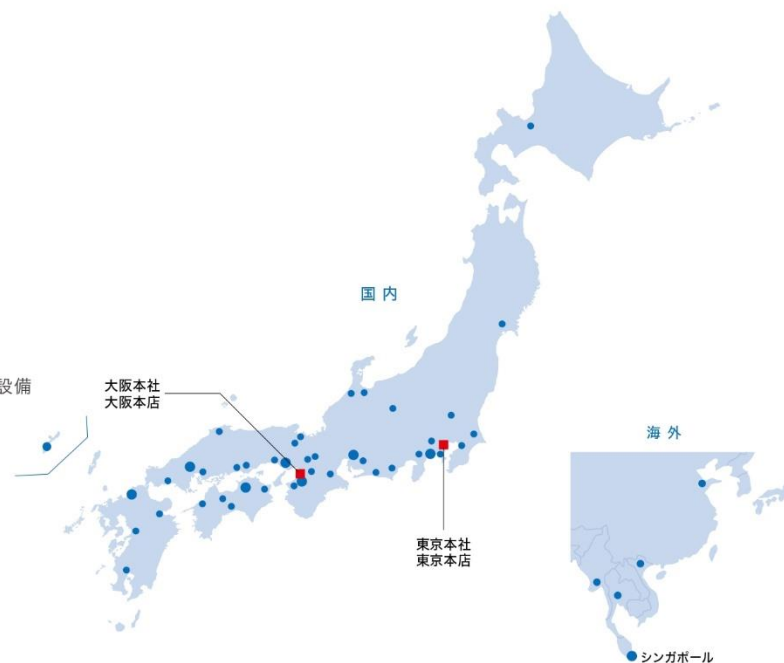 国内
設備
大阪本社
大阪本店
海外
東京本社
東京本店
シンガポール